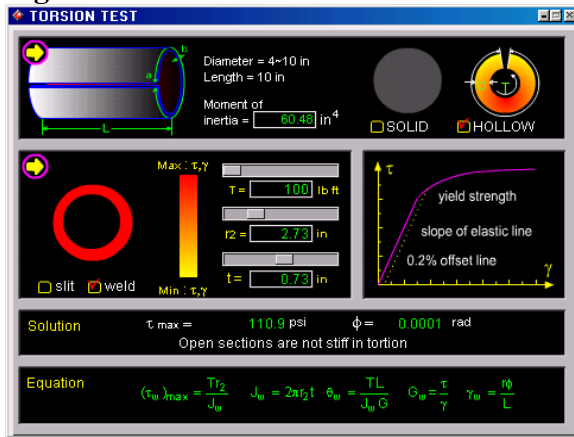 TORSION TEST
b
a
L
Diameter = 4~10 in
Length = 10 in
Moment of
inertia = 60.48 in4
T
SOLID
HOLLOW
Max : τ,γ
Min : τ,γ
slit
weld
T = 100 lb ft
r2 = 2.73 in
t = 0.73 in
τ
yield strength
slope of elastic line
0.2% offset line
γ
Solution
τ max = 110.9 psi ϕ = 0.0001 rad
Open sections are not stiff in tortion
Equation
(τw)max = Tr2/Jw Jw = 2πr2t θw = TL/JwG Gw = τ/γ γw = rϕ/L